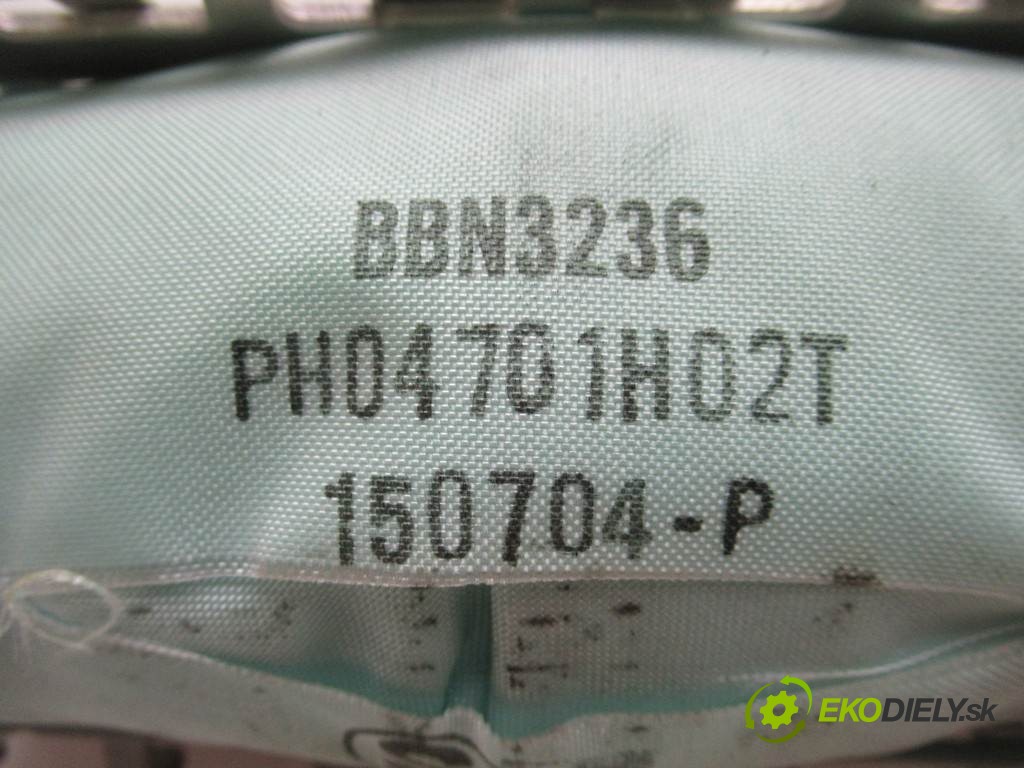 BBN3236
PH04701H02T
150704-P
EKODIELY.sk